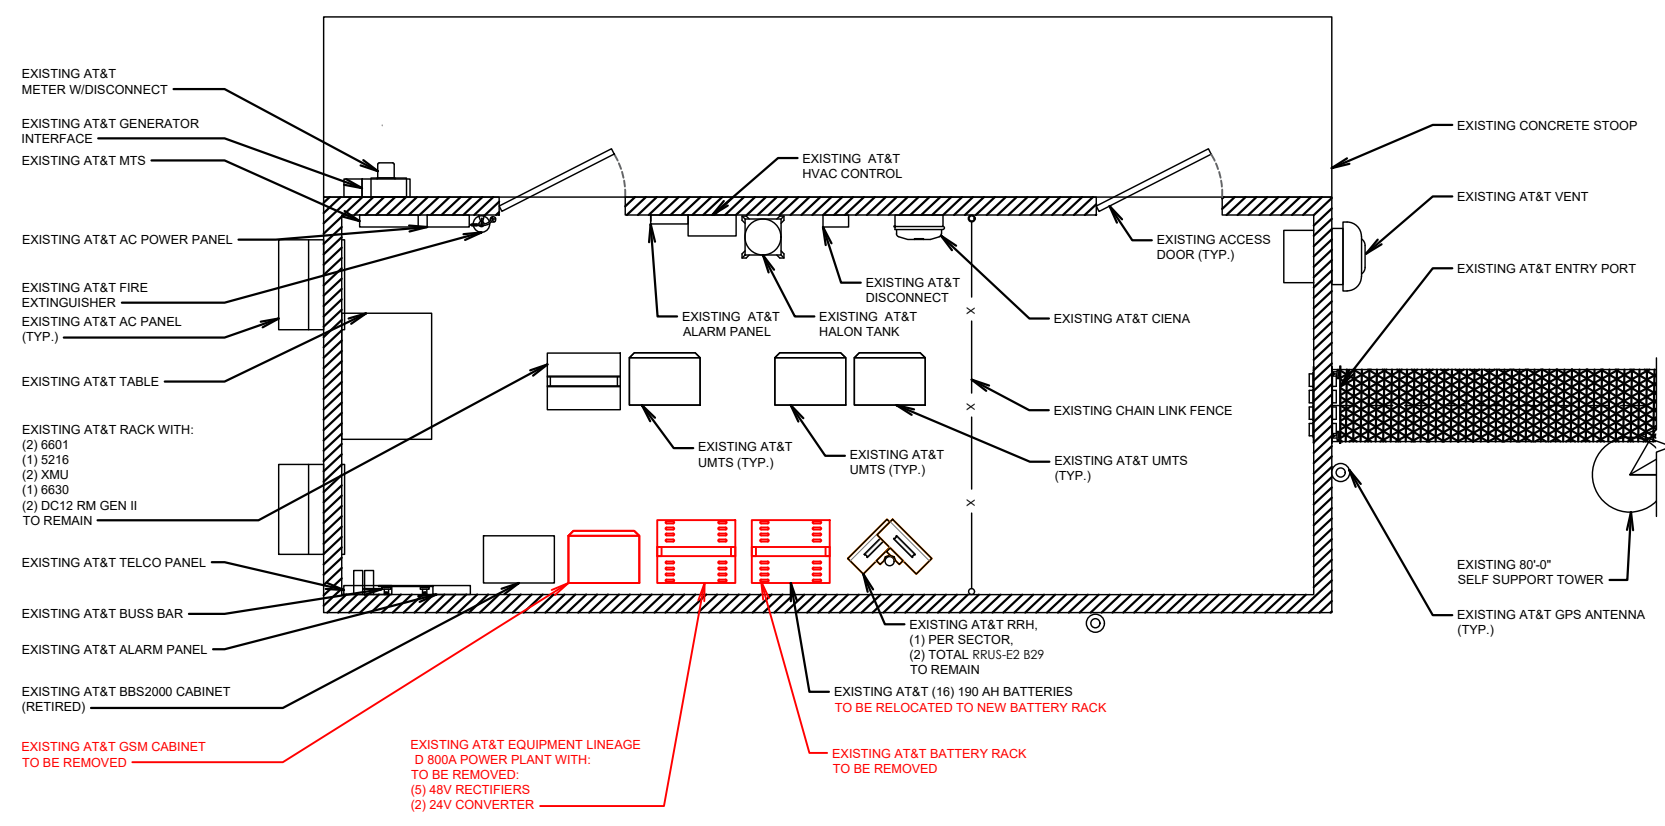 EXISTING AT&T
METER W/DISCONNECT
EXISTING AT&T GENERATOR
INTERFACE
EXISTING AT&T MTS
EXISTING AT&T AC POWER PANEL
EXISTING AT&T FIRE
EXTINGUISHER
EXISTING AT&T AC PANEL
(TYP.)
EXISTING AT&T TABLE
EXISTING AT&T RACK WITH:
(2) 6601
(1) 5216
(2) XMU
(1) 6630
(2) DC12 RM GEN II
TO REMAIN
EXISTING AT&T TELCO PANEL
EXISTING AT&T BUSS BAR
EXISTING AT&T ALARM PANEL
EXISTING AT&T BBS2000 CABINET
(RETIRED)
EXISTING AT&T GSM CABINET
TO BE REMOVED
EXISTING AT&T
HVAC CONTROL
EXISTING AT&T
ALARM PANEL
EXISTING AT&T
HALON TANK
EXISTING AT&T
DISCONNECT
EXISTING ACCESS
DOOR (TYP.)
EXISTING AT&T CIENA
X
X
X
EXISTING CHAIN LINK FENCE
EXISTING AT&T
UMTS (TYP.)
EXISTING AT&T
UMTS (TYP.)
EXISTING AT&T UMTS
(TYP.)
EXISTING AT&T RRH,
(1) PER SECTOR,
(2) TOTAL RRUS-E2 B29
TO REMAIN
EXISTING AT&T (16) 190 AH BATTERIES
TO BE RELOCATED TO NEW BATTERY RACK
EXISTING AT&T BATTERY RACK
TO BE REMOVED
EXISTING AT&T EQUIPMENT LINEAGE
D 800A POWER PLANT WITH:
TO BE REMOVED:
(5) 48V RECTIFIERS
(2) 24V CONVERTER
EXISTING CONCRETE STOOP
EXISTING AT&T VENT
EXISTING AT&T ENTRY PORT
EXISTING 80'-0"
SELF SUPPORT TOWER
EXISTING AT&T GPS ANTENNA
(TYP.)